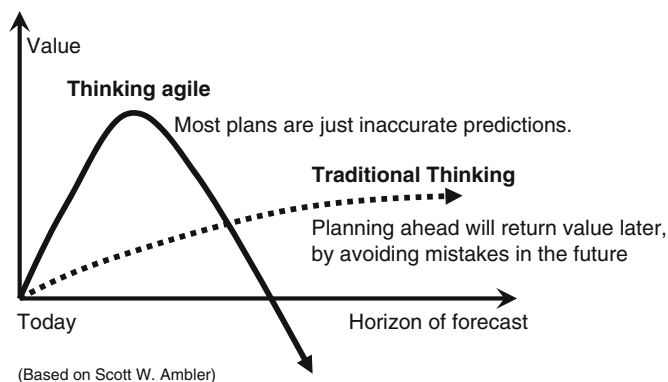 Value
Thinking agile
Most plans are just inaccurate predictions.
Traditional Thinking
Planning ahead will return value later,
by avoiding mistakes in the future
Today
Horizon of forecast
(Based on Scott W. Ambler)